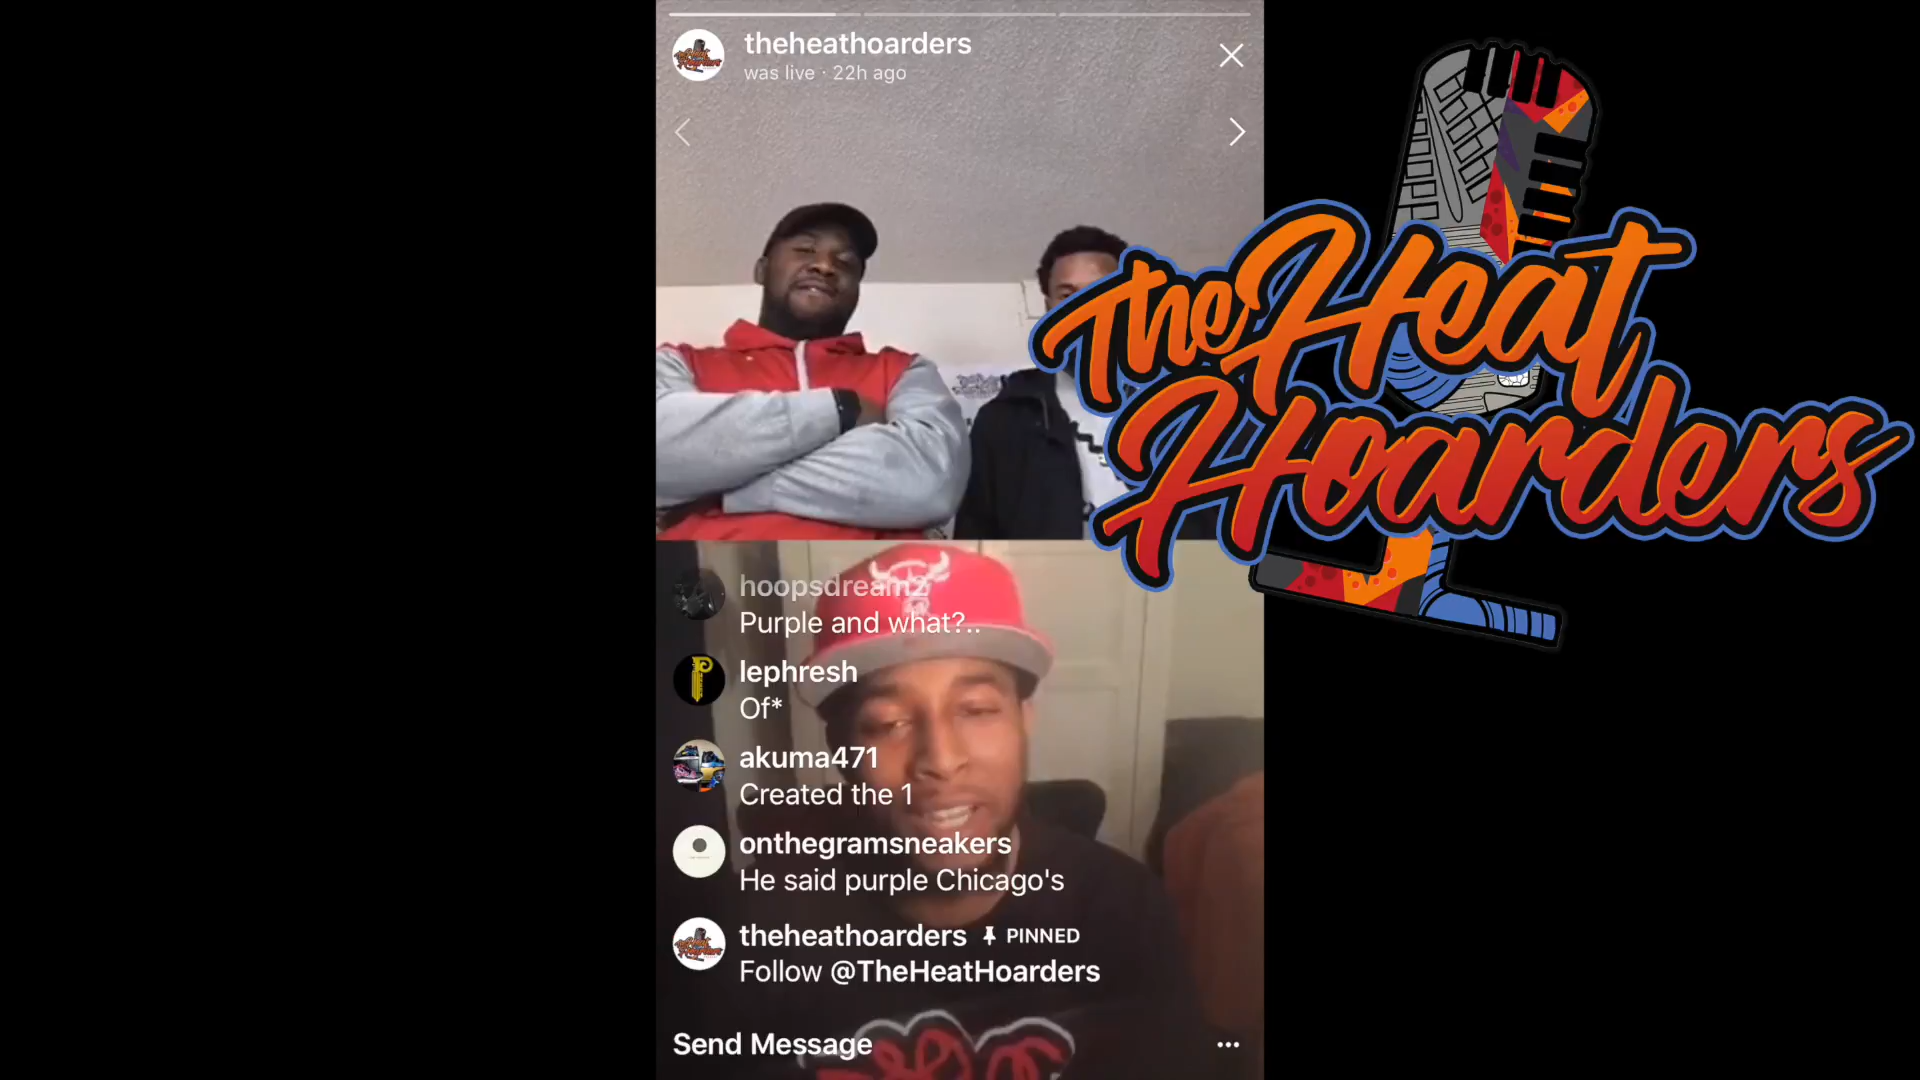 theheathoarders
was live · 22h ago
The Heat
Hoarders
hoopsdream2
Purple and what?..
lephresh
Of*
akuma471
Created the 1
onthegramsneakers
He said purple Chicago's
theheathoarders PINNED
Follow @TheHeatHoarders
Send Message